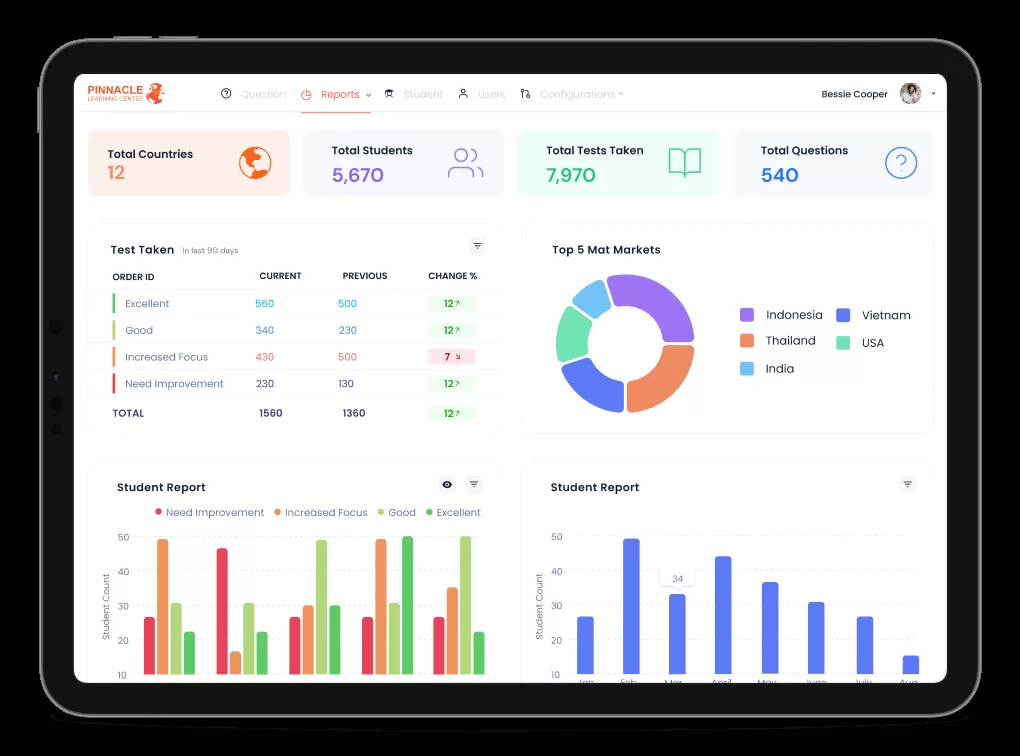 PINNACLE
LEARNING CENTER
Question
Reports
Student
Users
Configurations
Bessie Cooper
Total Countries
12
Total Students
5,670
Total Tests Taken
7,970
Total Questions
540
Test Taken In last 90 days
ORDER ID CURRENT PREVIOUS CHANGE %
Excellent 560 500 12
Good 340 230 12
Increased Focus 430 500 7
Need Improvement 230 130 12
TOTAL 1560 1360 12
Top 5 Mat Markets
Indonesia Vietnam
Thailand USA
India
Student Report
Need Improvement Increased Focus Good Excellent
Student Count
50
40
30
20
10
Student Report
Student Count
50
40
30
20
10
34
Jan Feb Mar April May June July Aug